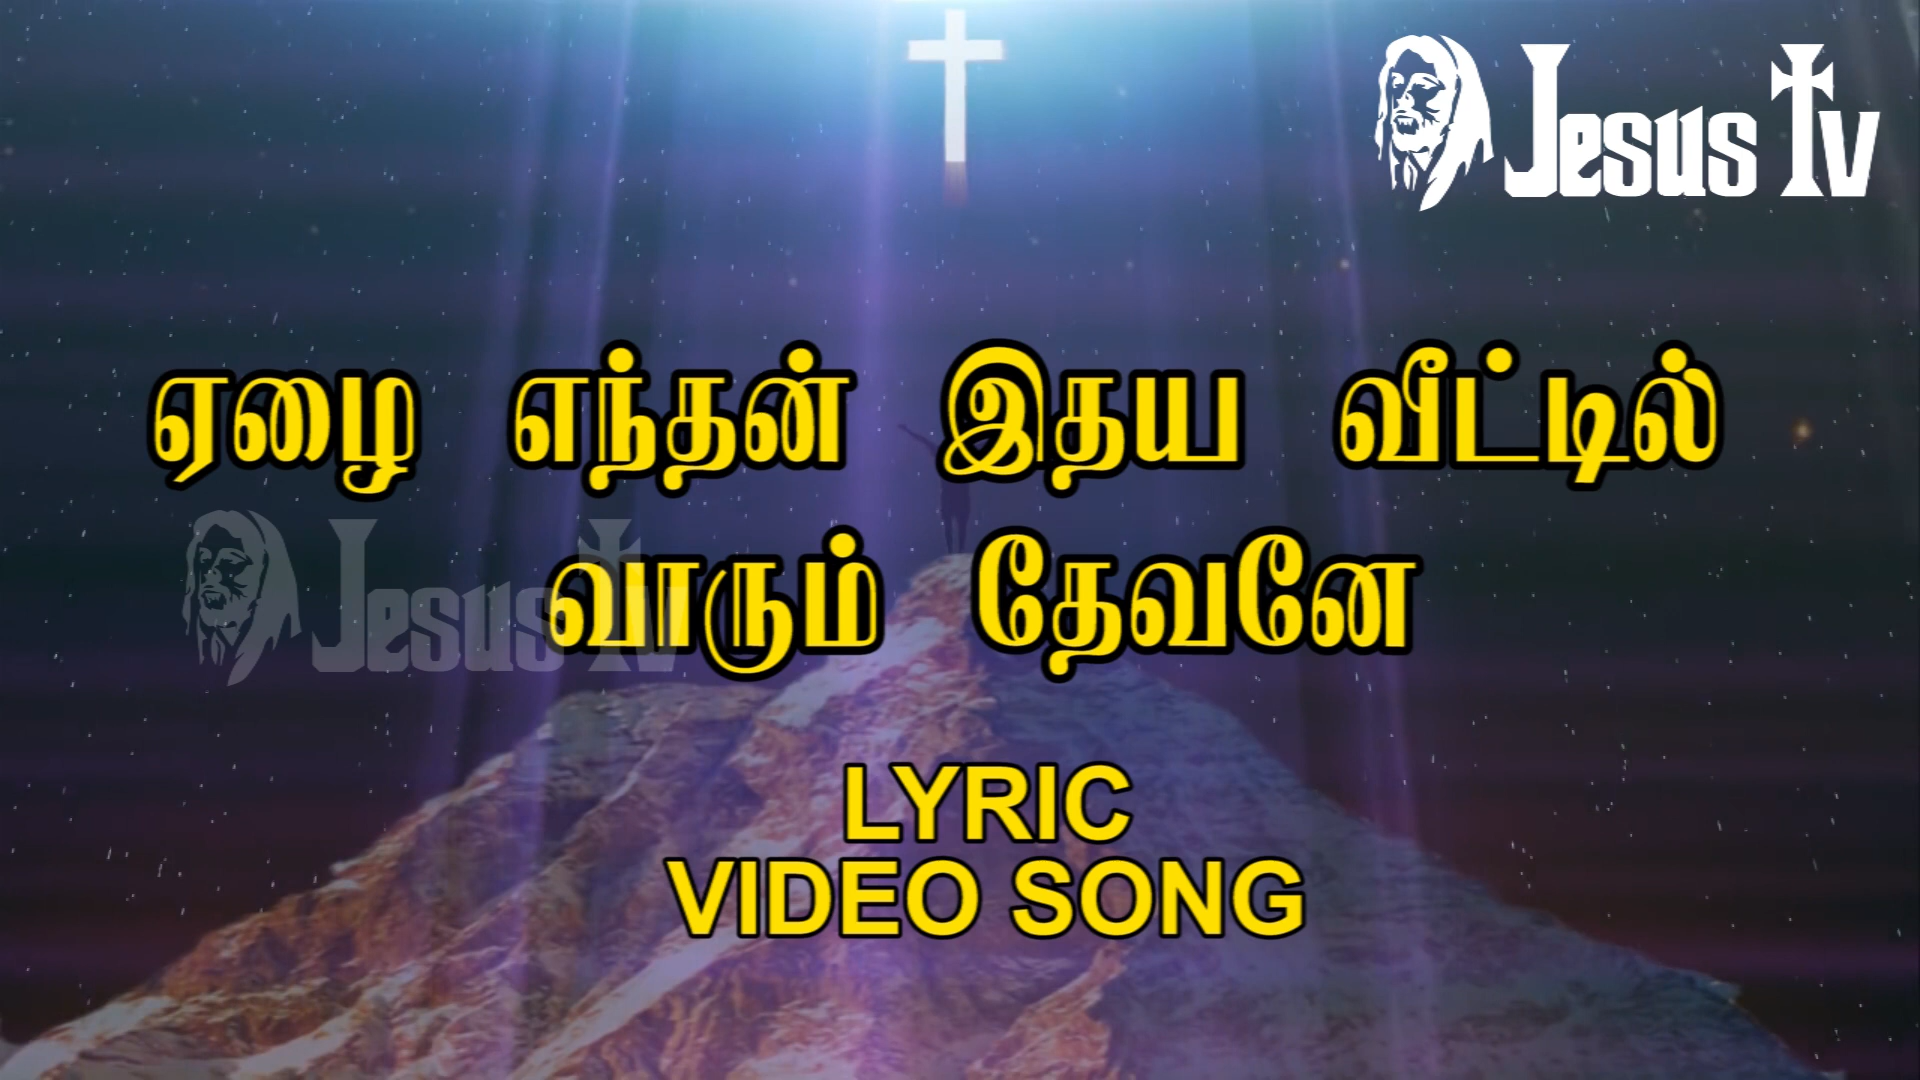 Jesus Tv
ஏழை எந்தன் இதய வீட்டில்
வாரும் தேவனே
Jesus Tv
LYRIC
VIDEO SONG